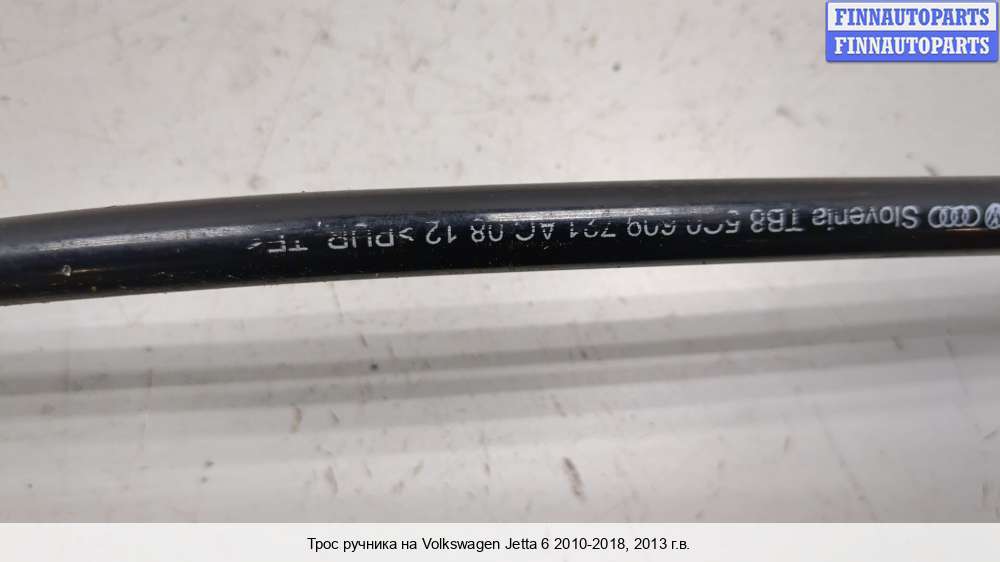 FINNAUTOPARTS
FINNAUTOPARTS
Slovenia TB8 5C0 609 721 AC 08 12 >PUR, TF<
Трос ручника на Volkswagen Jetta 6 2010-2018, 2013 г.в.